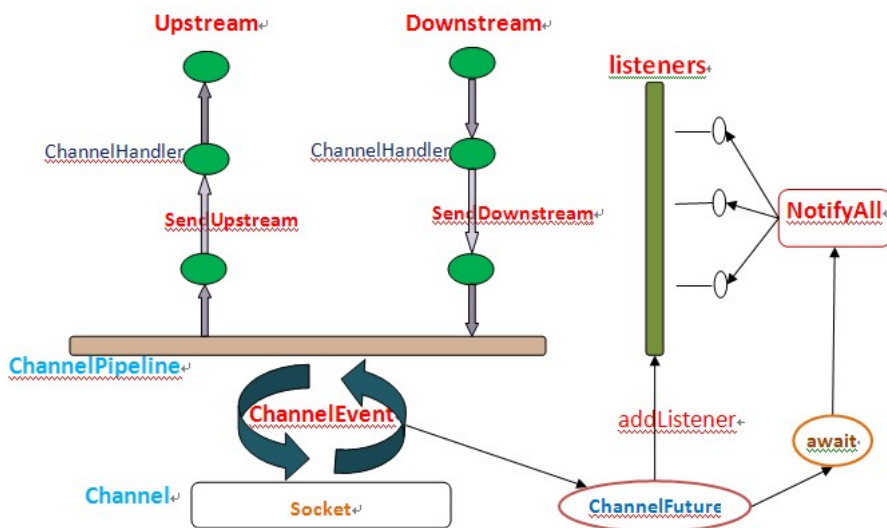 Upstream
Downstream
listeners
ChannelHandler
ChannelHandler
SendUpstream
SendDownstream
NotifyAll
ChannelPipeline
ChannelEvent
addListener
await
Channel
Socket
ChannelFuture